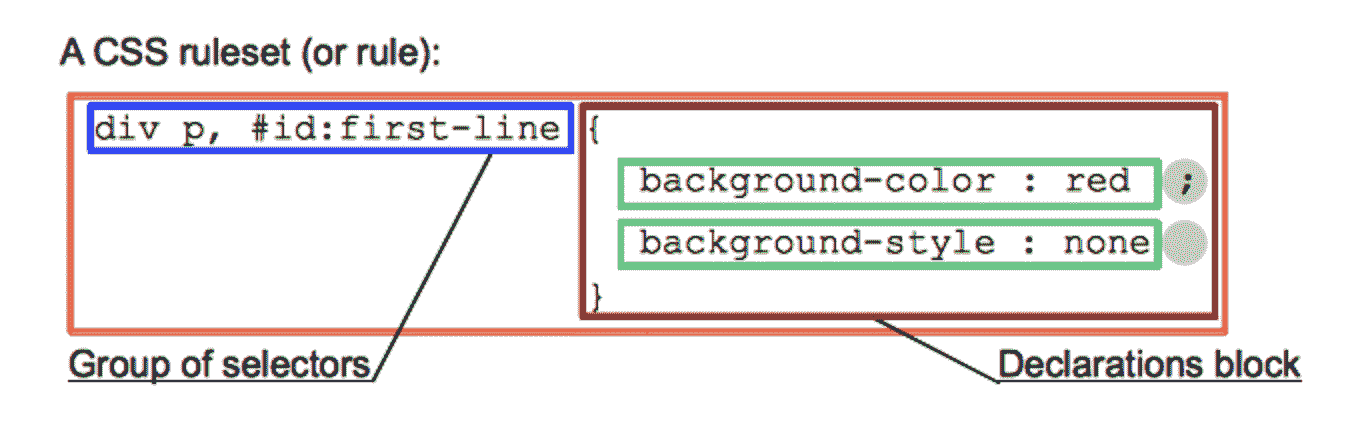 A CSS ruleset (or rule):
div p, #id:first-line {
background-color : red ;
background-style : none
}
Group of selectors
Declarations block